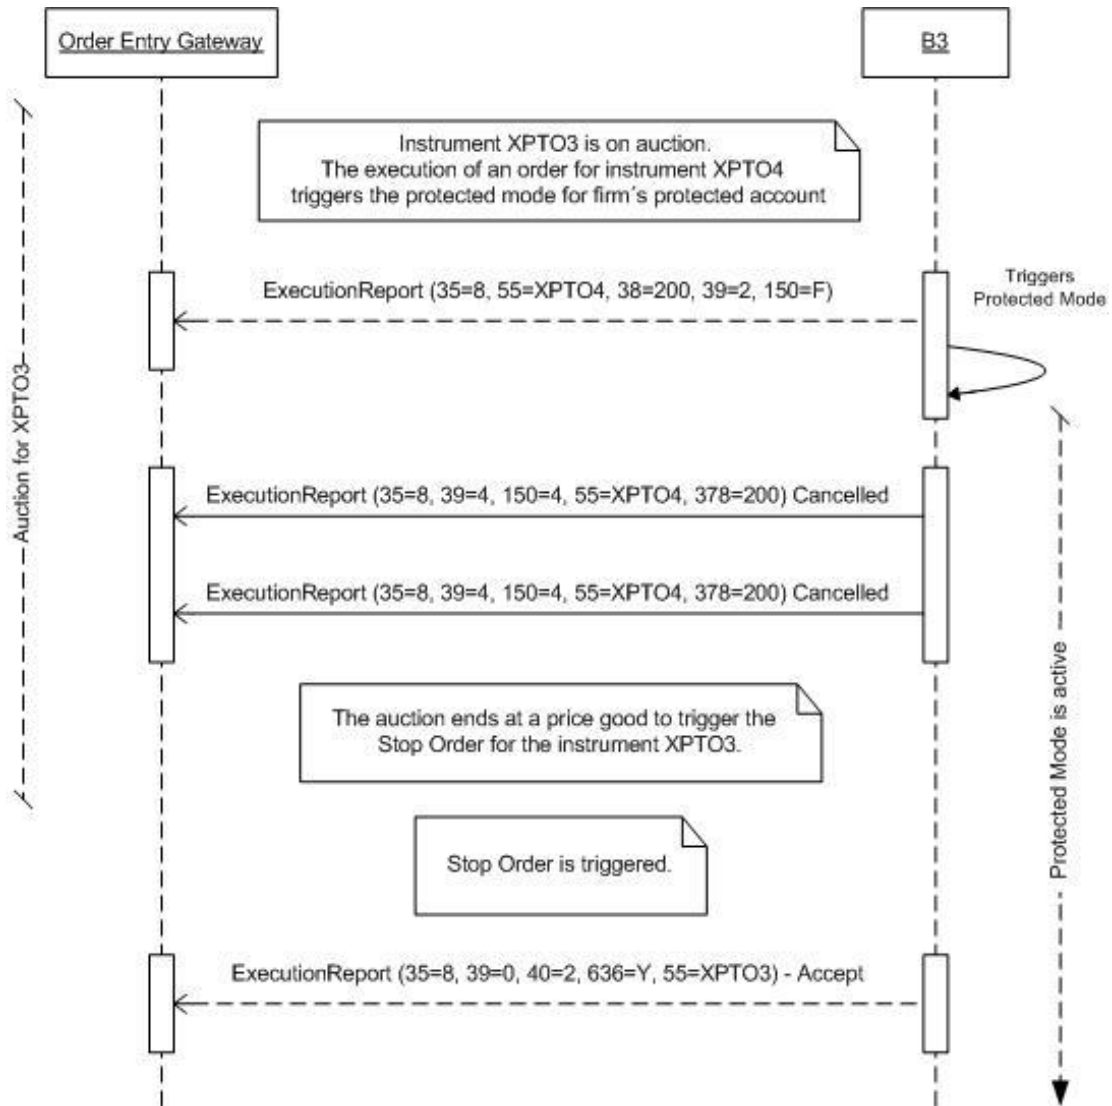 Order Entry Gateway
B3
Instrument XPTO3 is on auction.
The execution of an order for instrument XPTO4
triggers the protected mode for firm´s protected account
Triggers
Protected Mode
ExecutionReport (35=8, 55=XPTO4, 38=200, 39=2, 150=F)
Auction for XPTO3
ExecutionReport (35=8, 39=4, 150=4, 55=XPTO4, 378=200) Cancelled
ExecutionReport (35=8, 39=4, 150=4, 55=XPTO4, 378=200) Cancelled
The auction ends at a price good to trigger the
Stop Order for the instrument XPTO3.
Protected Mode is active
Stop Order is triggered.
ExecutionReport (35=8, 39=0, 40=2, 636=Y, 55=XPTO3) - Accept